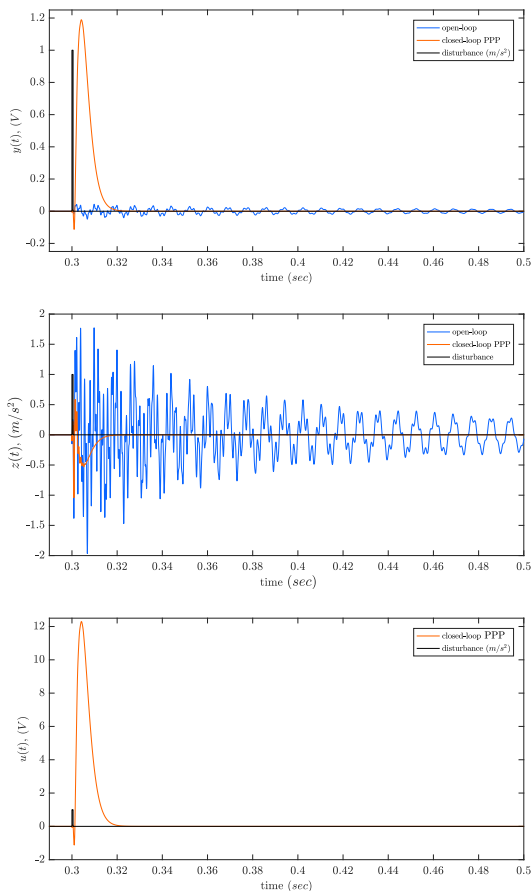 1.2
1
0.8
0.6
0.4
0.2
0
-0.2
y(t), (V)
open-loop
closed-loop PPP
disturbance (m/s²)
0.3 0.32 0.34 0.36 0.38 0.4 0.42 0.44 0.46 0.48 0.5
time (sec)
2
1.5
1
0.5
0
-0.5
-1
-1.5
-2
z(t), (m/s²)
open-loop
closed-loop PPP
disturbance
0.3 0.32 0.34 0.36 0.38 0.4 0.42 0.44 0.46 0.48 0.5
time (sec)
12
10
8
6
4
2
0
-2
u(t), (V)
closed-loop PPP
disturbance (m/s²)
0.3 0.32 0.34 0.36 0.38 0.4 0.42 0.44 0.46 0.48 0.5
time (sec)